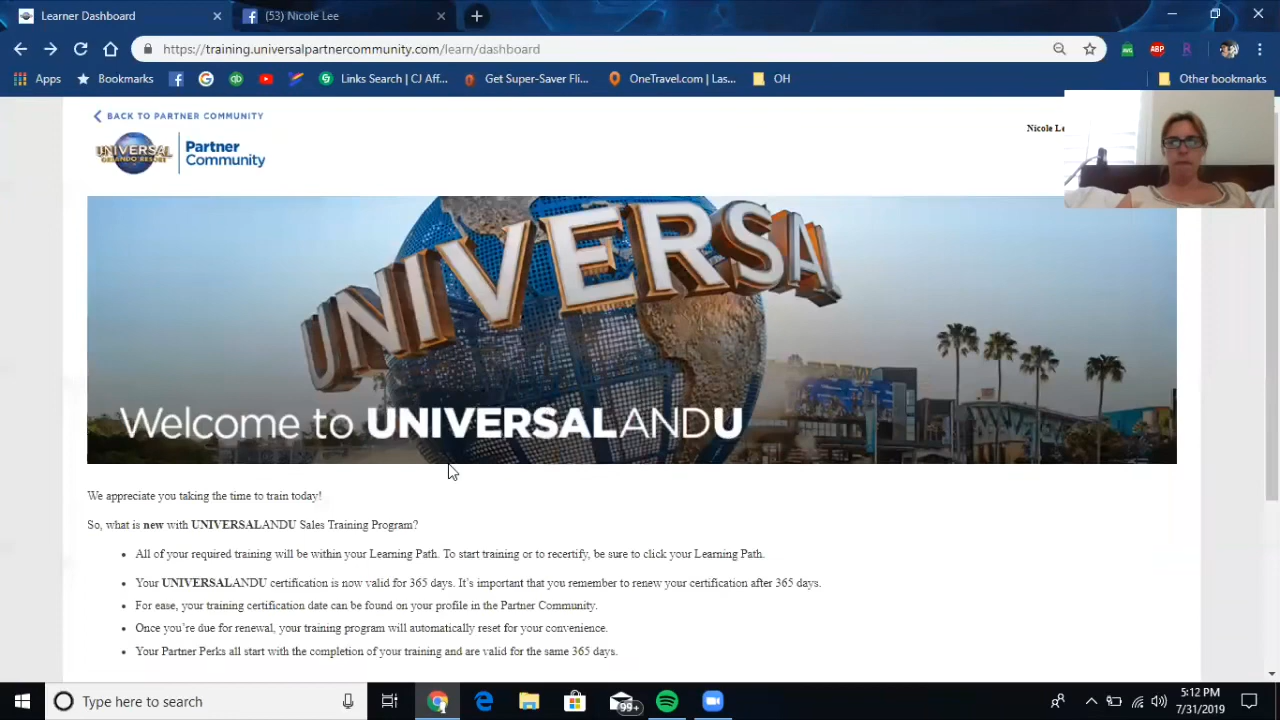 Learner Dashboard
(53) Nicole Lee
https://training.universalpartnercommunity.com/learn/dashboard
Apps
Bookmarks
Links Search | CJ Aff...
Get Super-Saver Fli...
OneTravel.com | Las...
OH
Other bookmarks
BACK TO PARTNER COMMUNITY
UNIVERSAL
ORLANDO RESORT
Partner
Community
Nicole Le
UNIVERSA
Welcome to UNIVERSALANDU
We appreciate you taking the time to train today!
So, what is new with UNIVERSALANDU Sales Training Program?
• All of your required training will be within your Learning Path. To start training or to recertify, be sure to click your Learning Path.
• Your UNIVERSALANDU certification is now valid for 365 days. It’s important that you remember to renew your certification after 365 days.
• For ease, your training certification date can be found on your profile in the Partner Community.
• Once you’re due for renewal, your training program will automatically reset for your convenience.
• Your Partner Perks all start with the completion of your training and are valid for the same 365 days.
Type here to search
99+
5:12 PM
7/31/2019